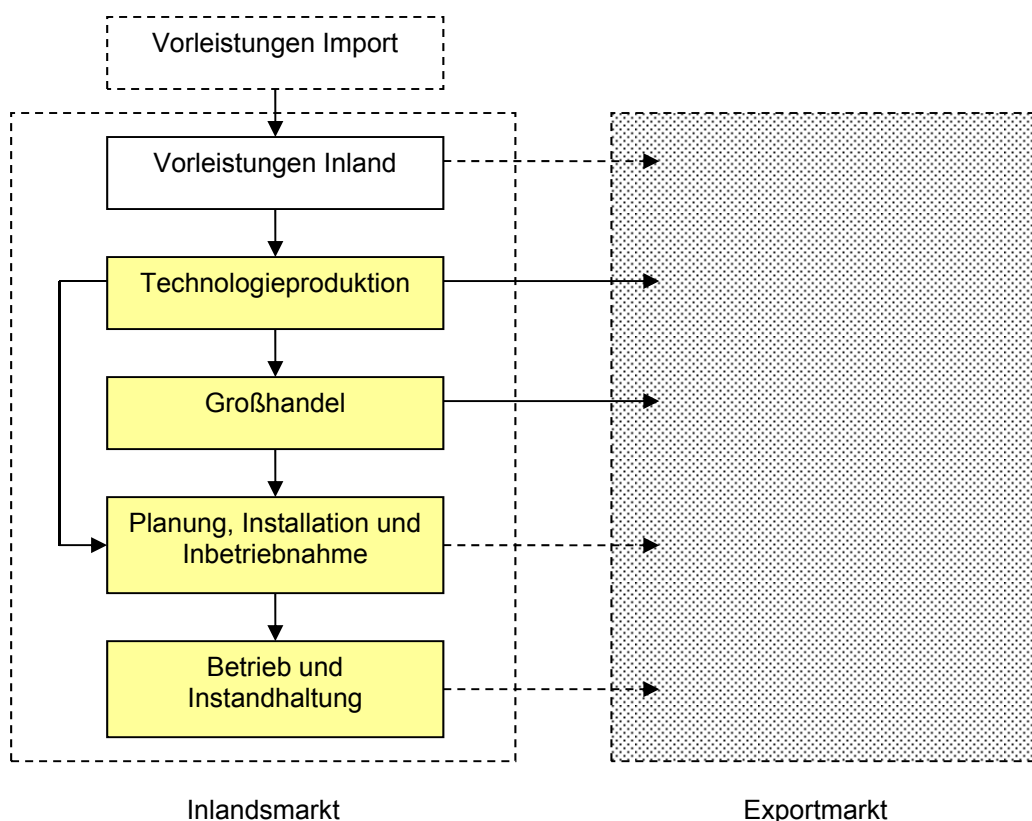 Vorleistungen Import
Vorleistungen Inland
Technologieproduktion
Großhandel
Planung, Installation und
Inbetriebnahme
Betrieb und
Instandhaltung
Inlandsmarkt
Exportmarkt